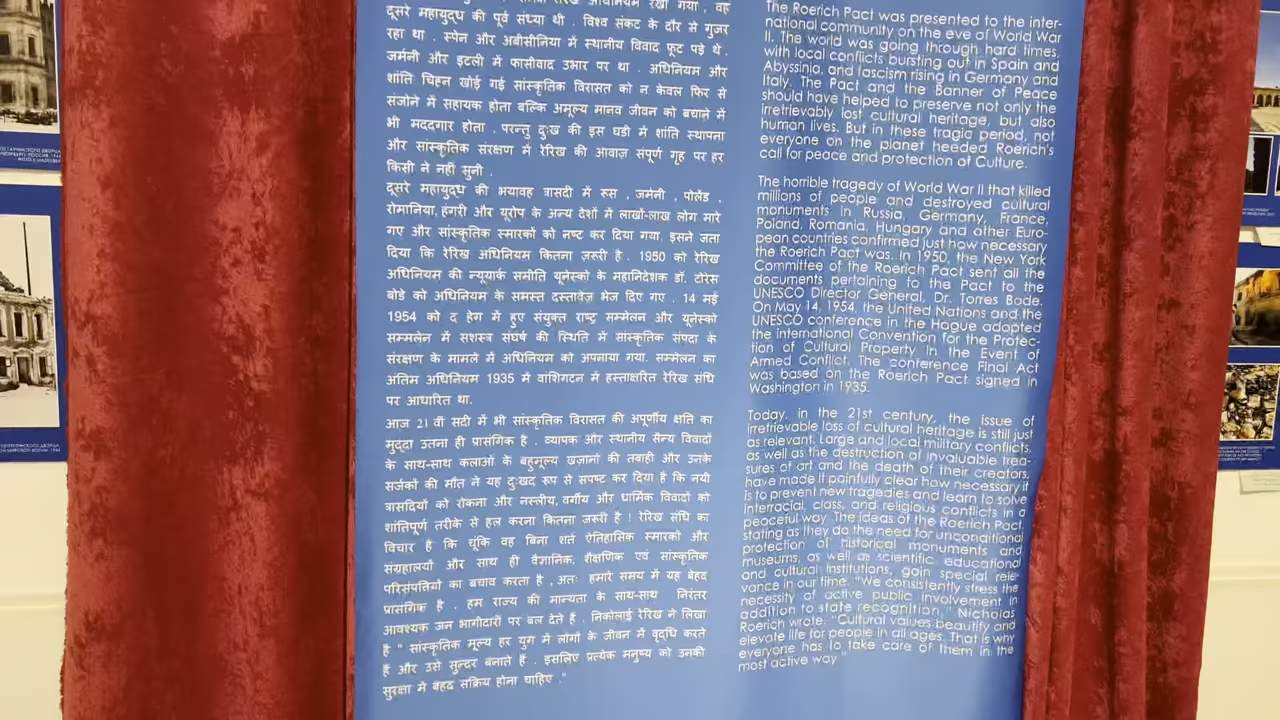 दूसरे महायुद्ध की पूर्व संध्या थी . विश्व संकट के दौर से गुजर
रहा था . स्पेन और अबीसीनिया में स्थानीय विवाद फूट पड़े थे .
जर्मनी और इटली में फासीवाद उभार पर था . अधिनियम और
शांति चिह्न खोई गई सांस्कृतिक विरासत को न केवल फिर से
संजोने में सहायक होता बल्कि अमूल्य मानव जीवन को बचाने में
भी मददगार होता . परन्तु दुःख की इस घडी में शांति स्थापना
और सांस्कृतिक संरक्षण में रेरिख की आवाज़ संपूर्ण गृह पर हर
किसी ने नहीं सुनी .
दूसरे महायुद्ध की भयावह त्रासदी में रूस , जर्मनी , पोलेंड ,
रोमानिया, हंगरी और यूरोप के अन्य देशों में लाखों-लाख लोग मारे
गए और सांस्कृतिक स्मारकों को नष्ट कर दिया गया. इसने जता
दिया कि रेरिख अधिनियम कितना ज़रूरी है . 1950 को रेरिख
अधिनियम की न्यूयार्क समीति यूनेस्को के महानिदेशक डॉ. टोरेस
बोडे को अधिनियम के समस्त दस्तावेज़ भेज दिए गए . 14 मई
1954 को द हेग में हुए संयुक्त राष्ट्र सम्मेलन और यूनेस्को
सम्मलेन में सशस्त्र संघर्ष की स्थिति में सांस्कृतिक संपदा के
संरक्षण के मामले में अधिनियम को अपनाया गया. सम्मेलन का
अंतिम अधिनियम 1935 में वाशिंगटन में हस्ताक्षरित रेरिख संधि
पर आधारित था.
आज 21 वीं सदी में भी सांस्कृतिक विरासत की अपूर्णीय क्षति का
मुद्दा उतना ही प्रासंगिक है . व्यापक और स्थानीय सैन्य विवादों
के साथ-साथ कलाओं के बहुमूल्य खज़ानों की तबाही और उनके
सर्जकों की मौत ने यह दुःखद रूप से सपष्ट कर दिया है कि नयी
त्रासदियों को रोकना और नस्लीय, वर्गीय और धार्मिक विवादों को
शांतिपूर्ण तरीके से हल करना कितना जरूरी है ! रेरिख संधि का
विचार है कि चूंकि वह बिना शर्त ऐतिहासिक स्मारकों और
संग्रहालयों और साथ ही वैज्ञानिक, शैक्षणिक एवं सांस्कृतिक
परिसंपत्तियों का बचाव करता है , अतः हमारे समय में यह बेहद
प्रासंगिक है . हम राज्य की मान्यता के साथ-साथ निरंतर
आवश्यक जन भागीदारी पर बल देते हैं . निकोलाई रेरिख ने लिखा
है " सांस्कृतिक मूल्य हर युग में लोगों के जीवन में वृद्धि करते
हैं और उसे सुन्दर बनाते हैं . इसलिए प्रत्येक मनुष्य को उनकी
सुरक्षा में बेहद सक्रिय होना चाहिए ."
The Roerich Pact was presented to the inter-
national community on the eve of World War
II. The world was going through hard times,
with local conflicts bursting out in Spain and
Abyssinia, and fascism rising in Germany and
Italy. The Pact and the Banner of Peace
should have helped to preserve not only the
irretrievably lost cultural heritage, but also
human lives. But in these tragia period, not
everyone on the planet heeded Roerich's
call for peace and protection of Culture.
The horrible tragedy of World War II that killed
millions of people and destroyed cultural
monuments in Russia, Germany, France,
Poland, Romania, Hungary and other Euro-
pean countries confirmed just how necessary
the Roerich Pact was. In 1950, the New York
Committee of the Roerich Pact sent all the
documents pertaining to the Pact to the
UNESCO Director General, Dr. Torres Bode.
On May 14, 1954, the United Nations and the
UNESCO conference in the Hague adopted
the International Convention for the Protec-
tion of Cultural Property in the Event of
Armed Conflict. The conference Final Act
was based on the Roerich Pact signed in
Washington in 1935.
Today, in the 21st century, the issue of
irretrievable loss of cultural heritage is still just
as relevant. Large and local military conflicts,
as well as the destruction of invaluable trea-
sures of art and the death of their creators,
have made it painfully clear how necessary it
is to prevent new tragedies and learn to solve
interracial, class, and religious conflicts in a
peaceful way. The ideas of the Roerich Pact,
stating as they do the need for unconditional
protection of historical monuments and
museums, as well as scientific educational
and cultural institutions, gain special rele-
vance in our time. "We consistently stress the
necessity of active public involvement in
addition to state recognition," Nicholas
Roerich wrote. "Cultural values beautify and
elevate life for people in all ages. That is why
everyone has to take care of them in the
most active way"